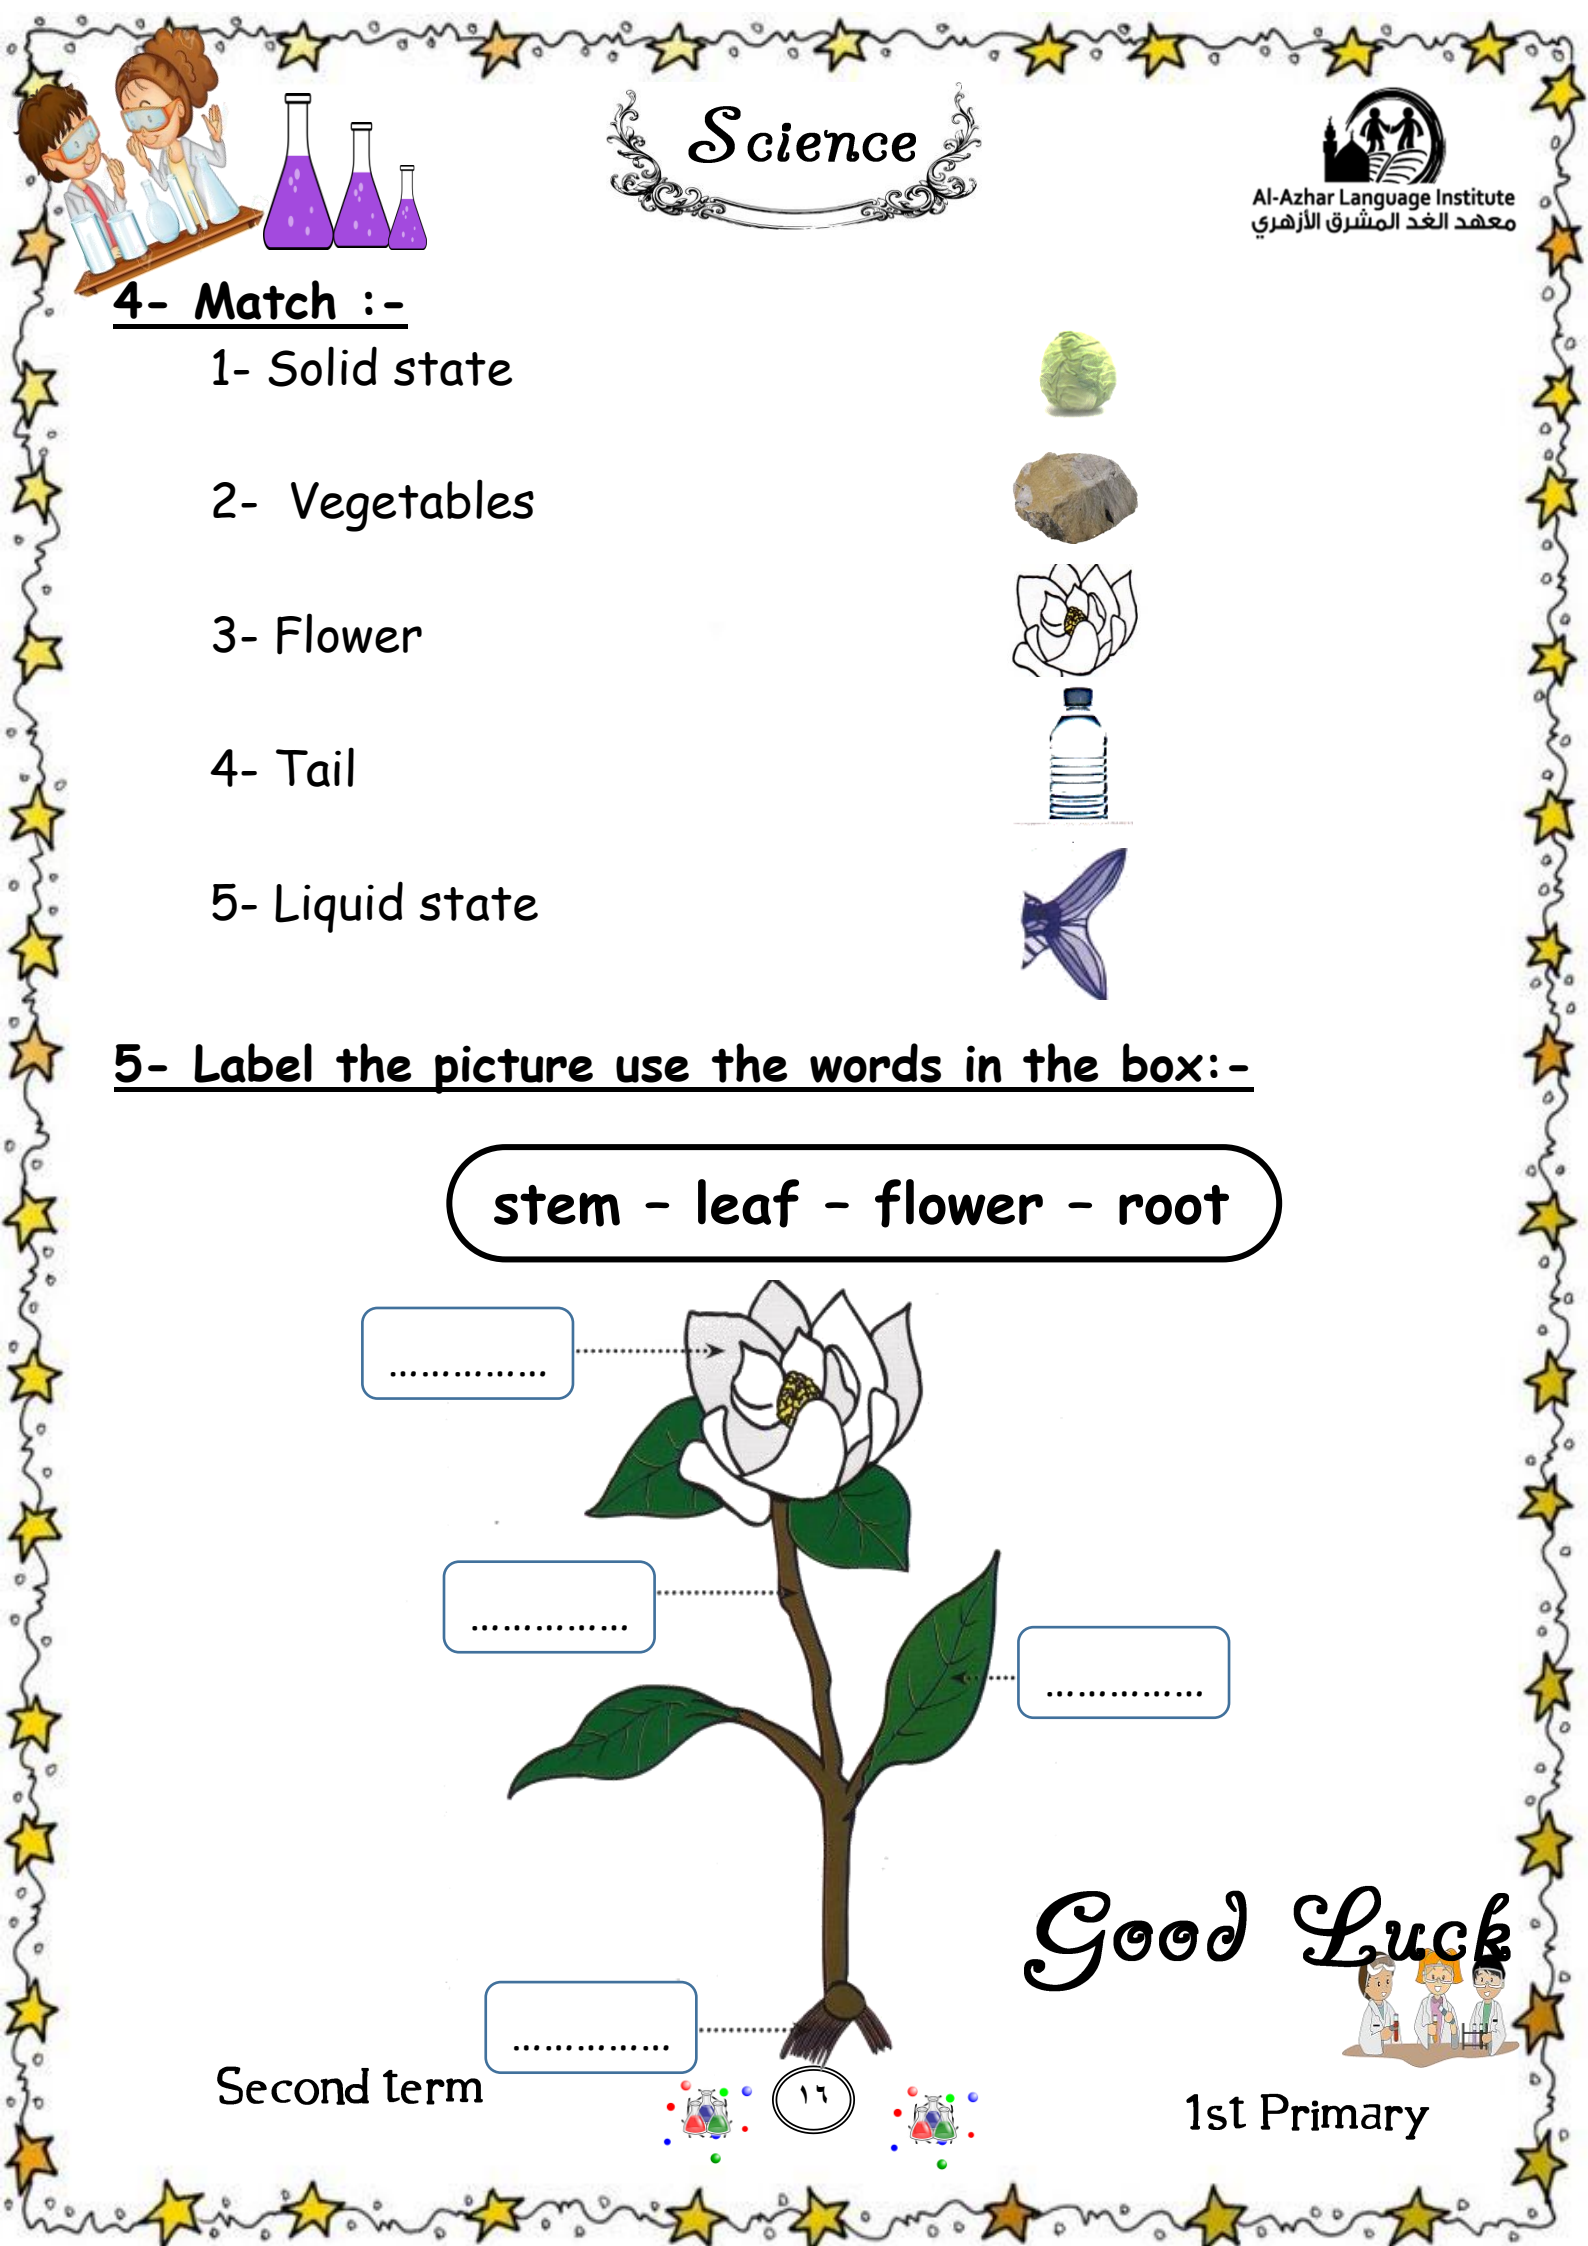 Science
Al-Azhar Language Institute
معهد الغد المشرق الأزهري
4- Match :-
1- Solid state
2- Vegetables
3- Flower
4- Tail
5- Liquid state
5- Label the picture use the words in the box:-
stem – leaf – flower – root
……………
……………
……………
……………
Good Luck
Second term
١٦
1st Primary